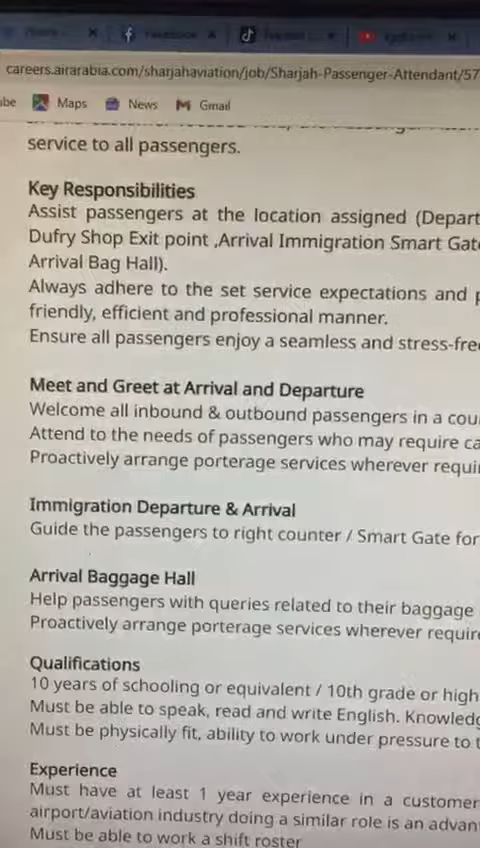 careers.airarabia.com/sharjahaviation/job/Sharjah-Passenger-Attendant/57
Maps News Gmail
service to all passengers.
Key Responsibilities
Assist passengers at the location assigned (Depart
Dufry Shop Exit point ,Arrival Immigration Smart Gate
Arrival Bag Hall).
Always adhere to the set service expectations and p
friendly, efficient and professional manner.
Ensure all passengers enjoy a seamless and stress-free
Meet and Greet at Arrival and Departure
Welcome all inbound & outbound passengers in a cou
Attend to the needs of passengers who may require ca
Proactively arrange porterage services wherever requi
Immigration Departure & Arrival
Guide the passengers to right counter / Smart Gate for
Arrival Baggage Hall
Help passengers with queries related to their baggage
Proactively arrange porterage services wherever require
Qualifications
10 years of schooling or equivalent / 10th grade or high
Must be able to speak, read and write English. Knowledg
Must be physically fit, ability to work under pressure to t
Experience
Must have at least 1 year experience in a customer
airport/aviation industry doing a similar role is an advan
Must be able to work a shift roster